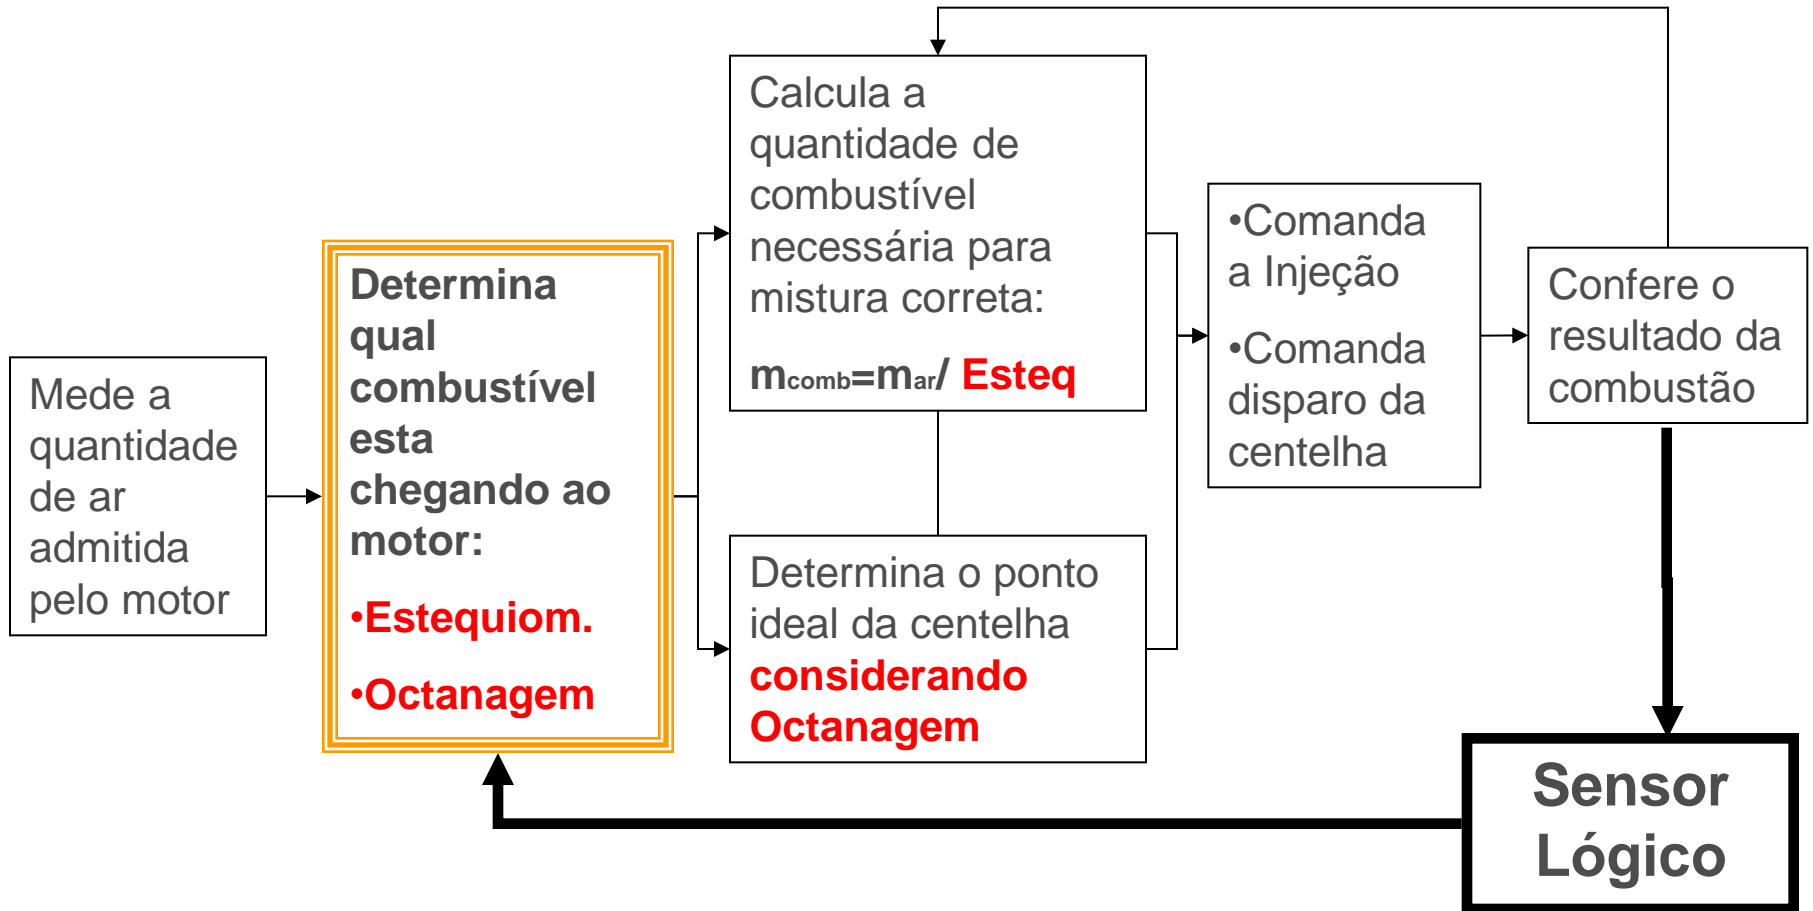 Mede a
quantidade
de ar
admitida
pelo motor
Determina
qual
combustível
esta
chegando ao
motor:
•Estequiom.
•Octanagem
Calcula a
quantidade de
combustível
necessária para
mistura correta:
mcomb=mar/ Esteq
Determina o ponto
ideal da centelha
considerando
Octanagem
•Comanda
a Injeção
•Comanda
disparo da
centelha
Confere o
resultado da
combustão
Sensor
Lógico